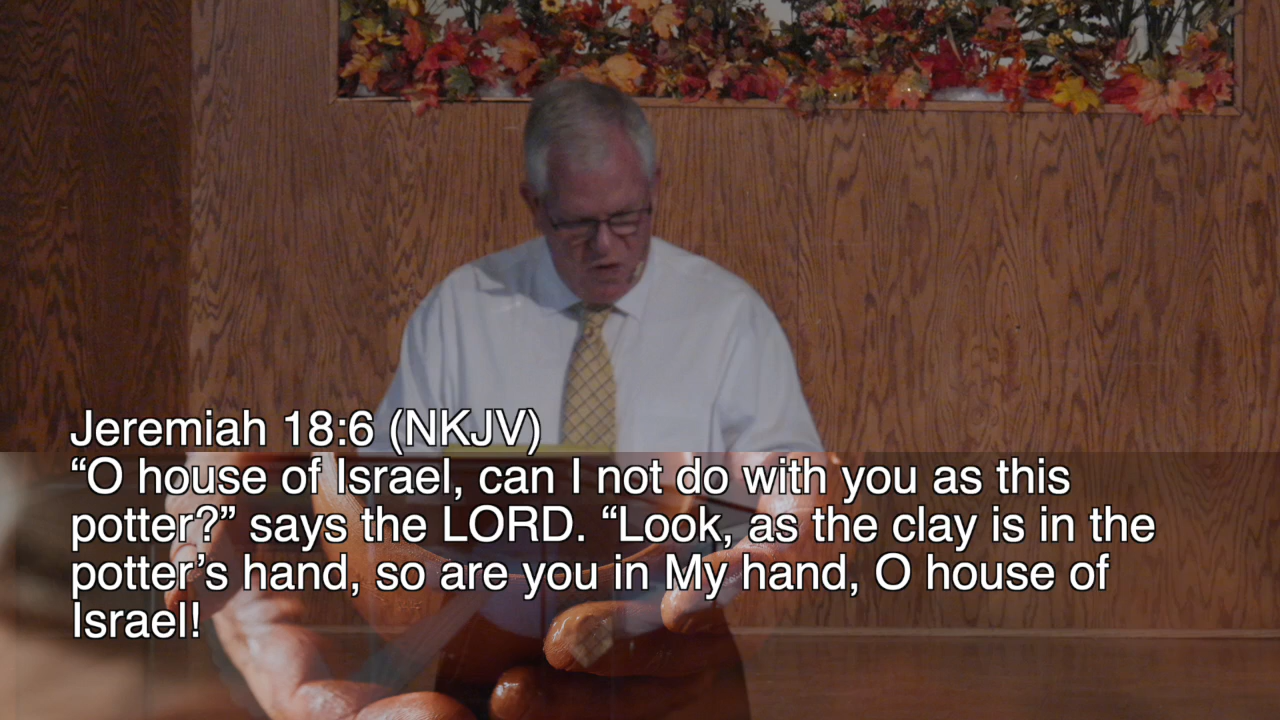 Jeremiah 18:6 (NKJV)
“O house of Israel, can I not do with you as this
potter?” says the LORD. “Look, as the clay is in the
potter’s hand, so are you in My hand, O house of
Israel!